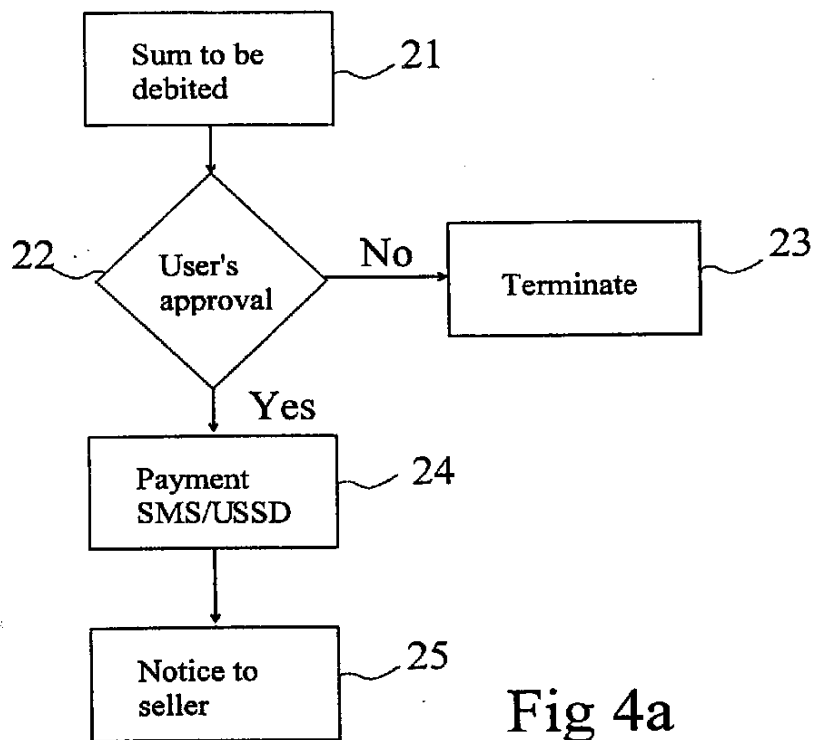 Sum to be
debited
21
22
User's
approval
No
Terminate
23
Yes
Payment
SMS/USSD
24
Notice to
seller
25
Fig 4a